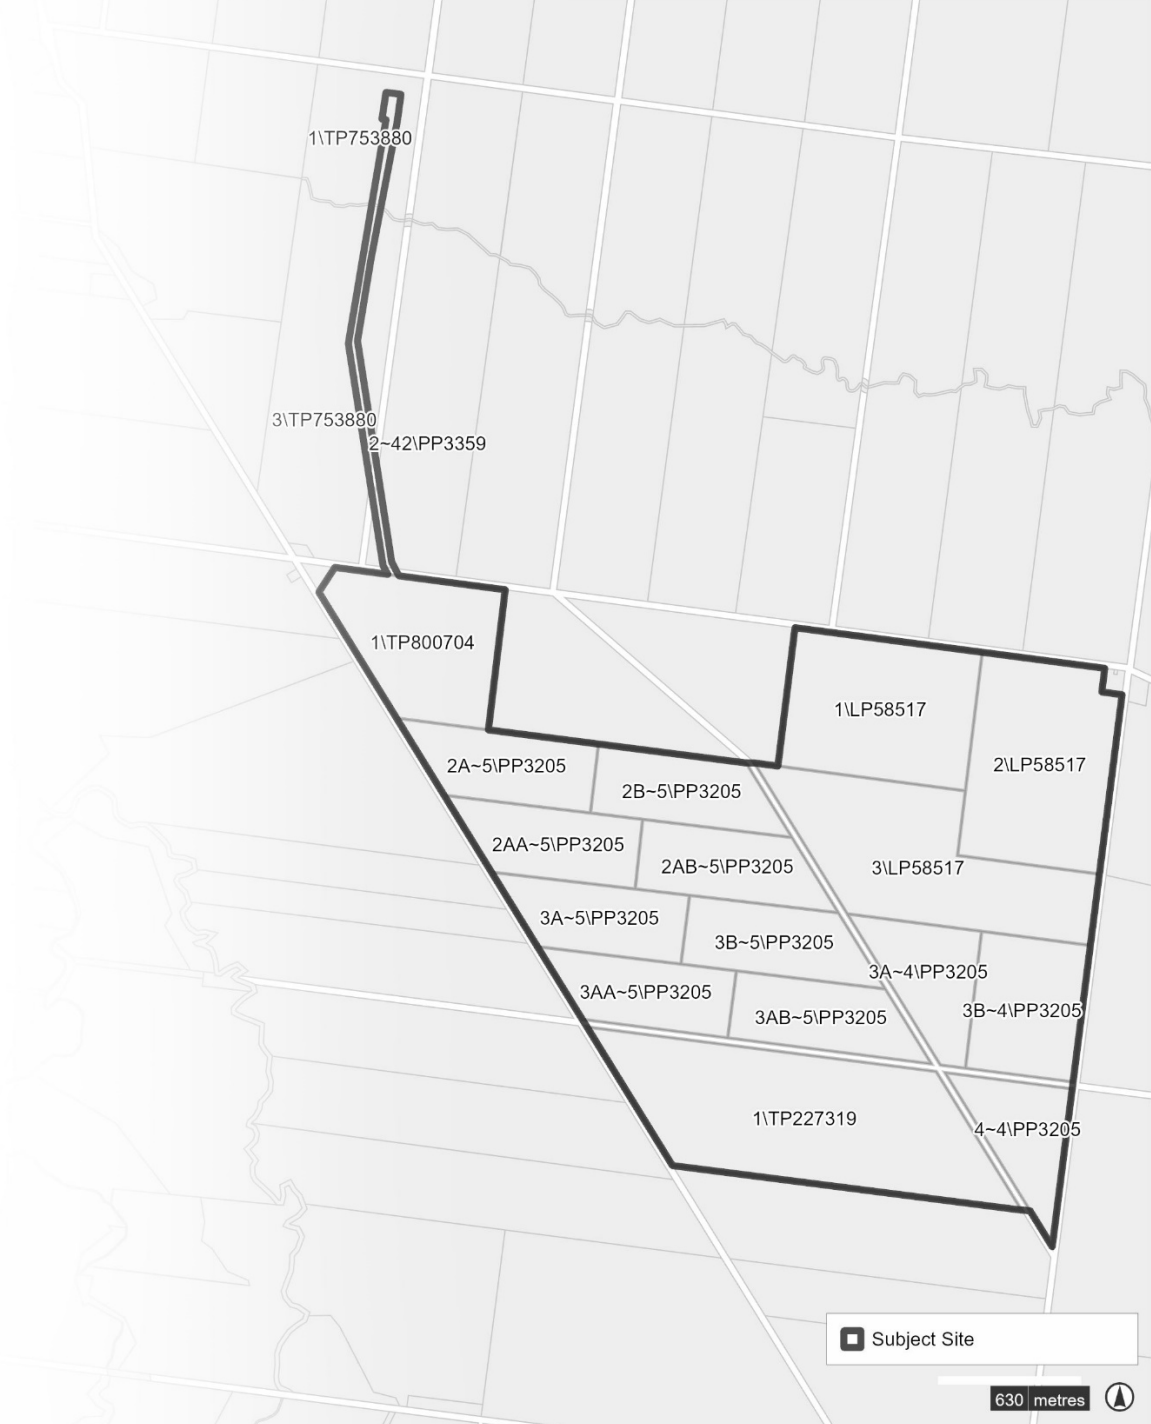 1\TP753880
3\TP753880
2~42\PP3359
1\TP800704
1\LP58517
2\LP58517
2A~5\PP3205
2B~5\PP3205
2AA~5\PP3205
2AB~5\PP3205
3\LP58517
3A~5\PP3205
3B~5\PP3205
3A~4\PP3205
3AA~5\PP3205
3AB~5\PP3205
3B~4\PP3205
1\TP227319
4~4\PP3205
Subject Site
630 metres